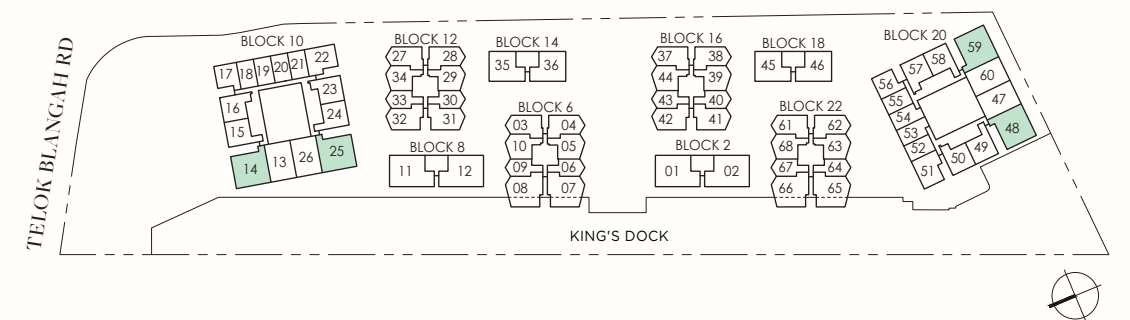 TELOK BLANGAH RD
BLOCK 10
17 18 19 20 21 22
16 23
15 24
14 13 26 25
BLOCK 12
27 28
34 29
33 30
32 31
BLOCK 14
35 36
BLOCK 8
11 12
BLOCK 6
03 04
10 05
09 06
08 07
BLOCK 16
37 38
44 39
43 40
42 41
BLOCK 18
45 46
BLOCK 2
01 02
BLOCK 22
61 62
68 63
67 64
66 65
BLOCK 20
59
58
57 60
56 47
55 48
54
53
52 49
51 50
KING'S DOCK